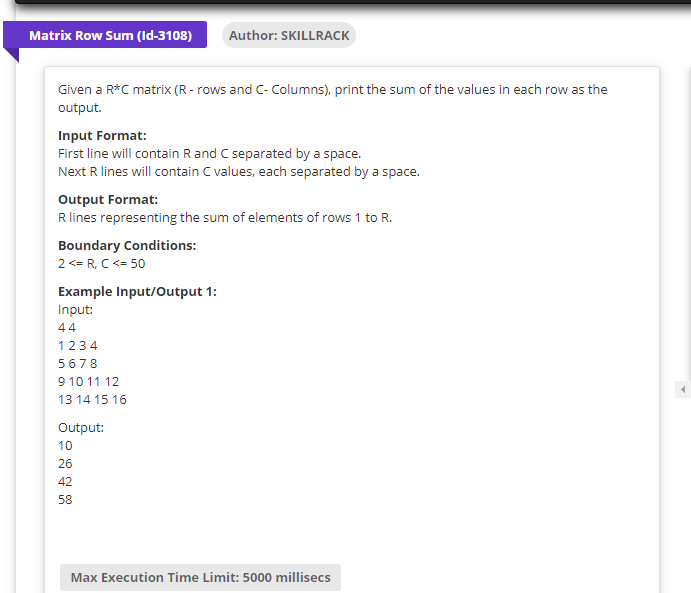 Matrix Row Sum (Id-3108)
Author: SKILLRACK
Given a R*C matrix (R - rows and C- Columns), print the sum of the values in each row as the
output.
Input Format:
First line will contain R and C separated by a space.
Next R lines will contain C values, each separated by a space.
Output Format:
R lines representing the sum of elements of rows 1 to R.
Boundary Conditions:
2 <= R, C <= 50
Example Input/Output 1:
Input:
4 4
1 2 3 4
5 6 7 8
9 10 11 12
13 14 15 16
Output:
10
26
42
58
Max Execution Time Limit: 5000 millisecs